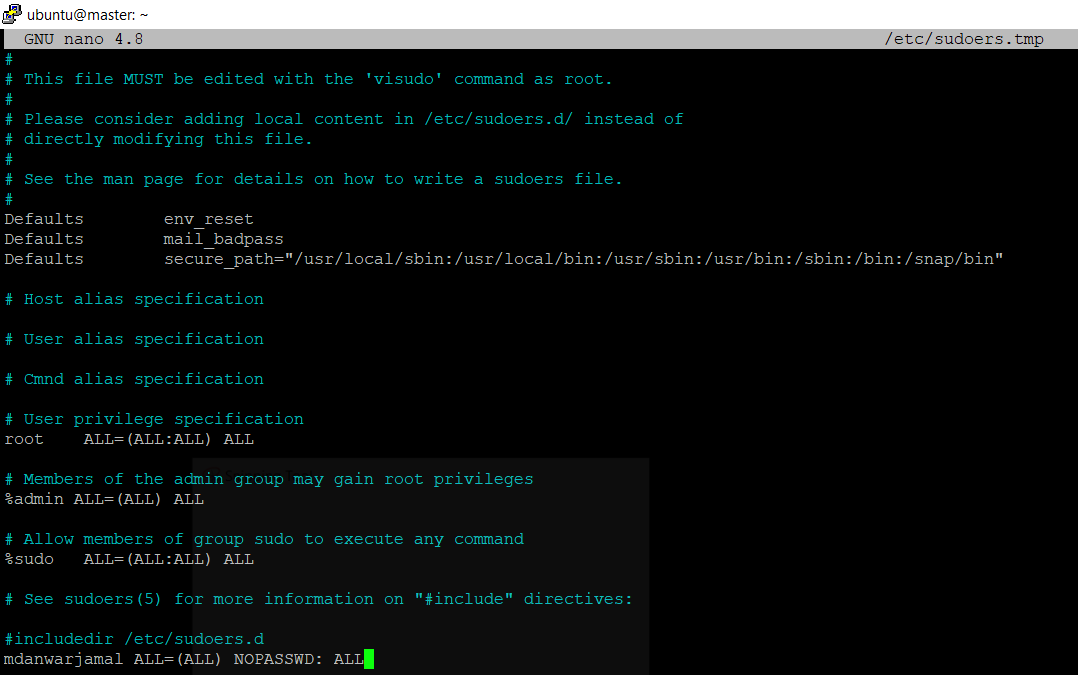 ubuntu@master: ~
GNU nano 4.8 /etc/sudoers.tmp
#
# This file MUST be edited with the 'visudo' command as root.
#
# Please consider adding local content in /etc/sudoers.d/ instead of
# directly modifying this file.
#
# See the man page for details on how to write a sudoers file.
#
Defaults        env_reset
Defaults        mail_badpass
Defaults        secure_path="/usr/local/sbin:/usr/local/bin:/usr/sbin:/usr/bin:/sbin:/bin:/snap/bin"
# Host alias specification
# User alias specification
# Cmnd alias specification
# User privilege specification
root    ALL=(ALL:ALL) ALL
# Members of the admin group may gain root privileges
%admin ALL=(ALL) ALL
# Allow members of group sudo to execute any command
%sudo   ALL=(ALL:ALL) ALL
# See sudoers(5) for more information on "#include" directives:
#includedir /etc/sudoers.d
mdanwarjamal ALL=(ALL) NOPASSWD: ALL